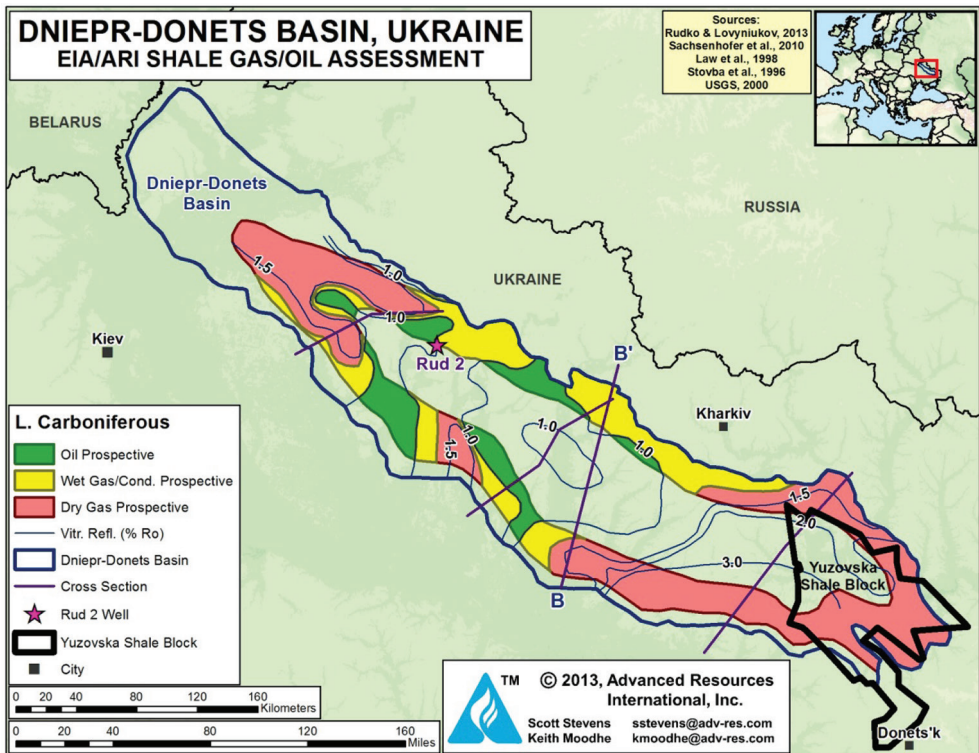 DNIEPR-DONETS BASIN, UKRAINE
EIA/ARI SHALE GAS/OIL ASSESSMENT
Sources:
Rudko & Lovyniukov, 2013
Sachsenhofer et al., 2010
Law et al., 1998
Stovba et al., 1996
USGS, 2000
BELARUS
Dniepr-Donets
Basin
RUSSIA
UKRAINE
1.5
1.0
1.0
Kiev
Rud 2
B'
Kharkiv
1.0
1.0
1.0
1.5
1.5
2.0
3.0
Yuzovska
Shale Block
B
Donets'k
L. Carboniferous
Oil Prospective
Wet Gas/Cond. Prospective
Dry Gas Prospective
Vitr. Refl. (% Ro)
Dniepr-Donets Basin
Cross Section
Rud 2 Well
Yuzovska Shale Block
City
0 20 40 80 120 160
Kilometers
0 20 40 80 120 160
Miles
TM
© 2013, Advanced Resources
International, Inc.
Scott Stevens sstevens@adv-res.com
Keith Moodhe kmoodhe@adv-res.com